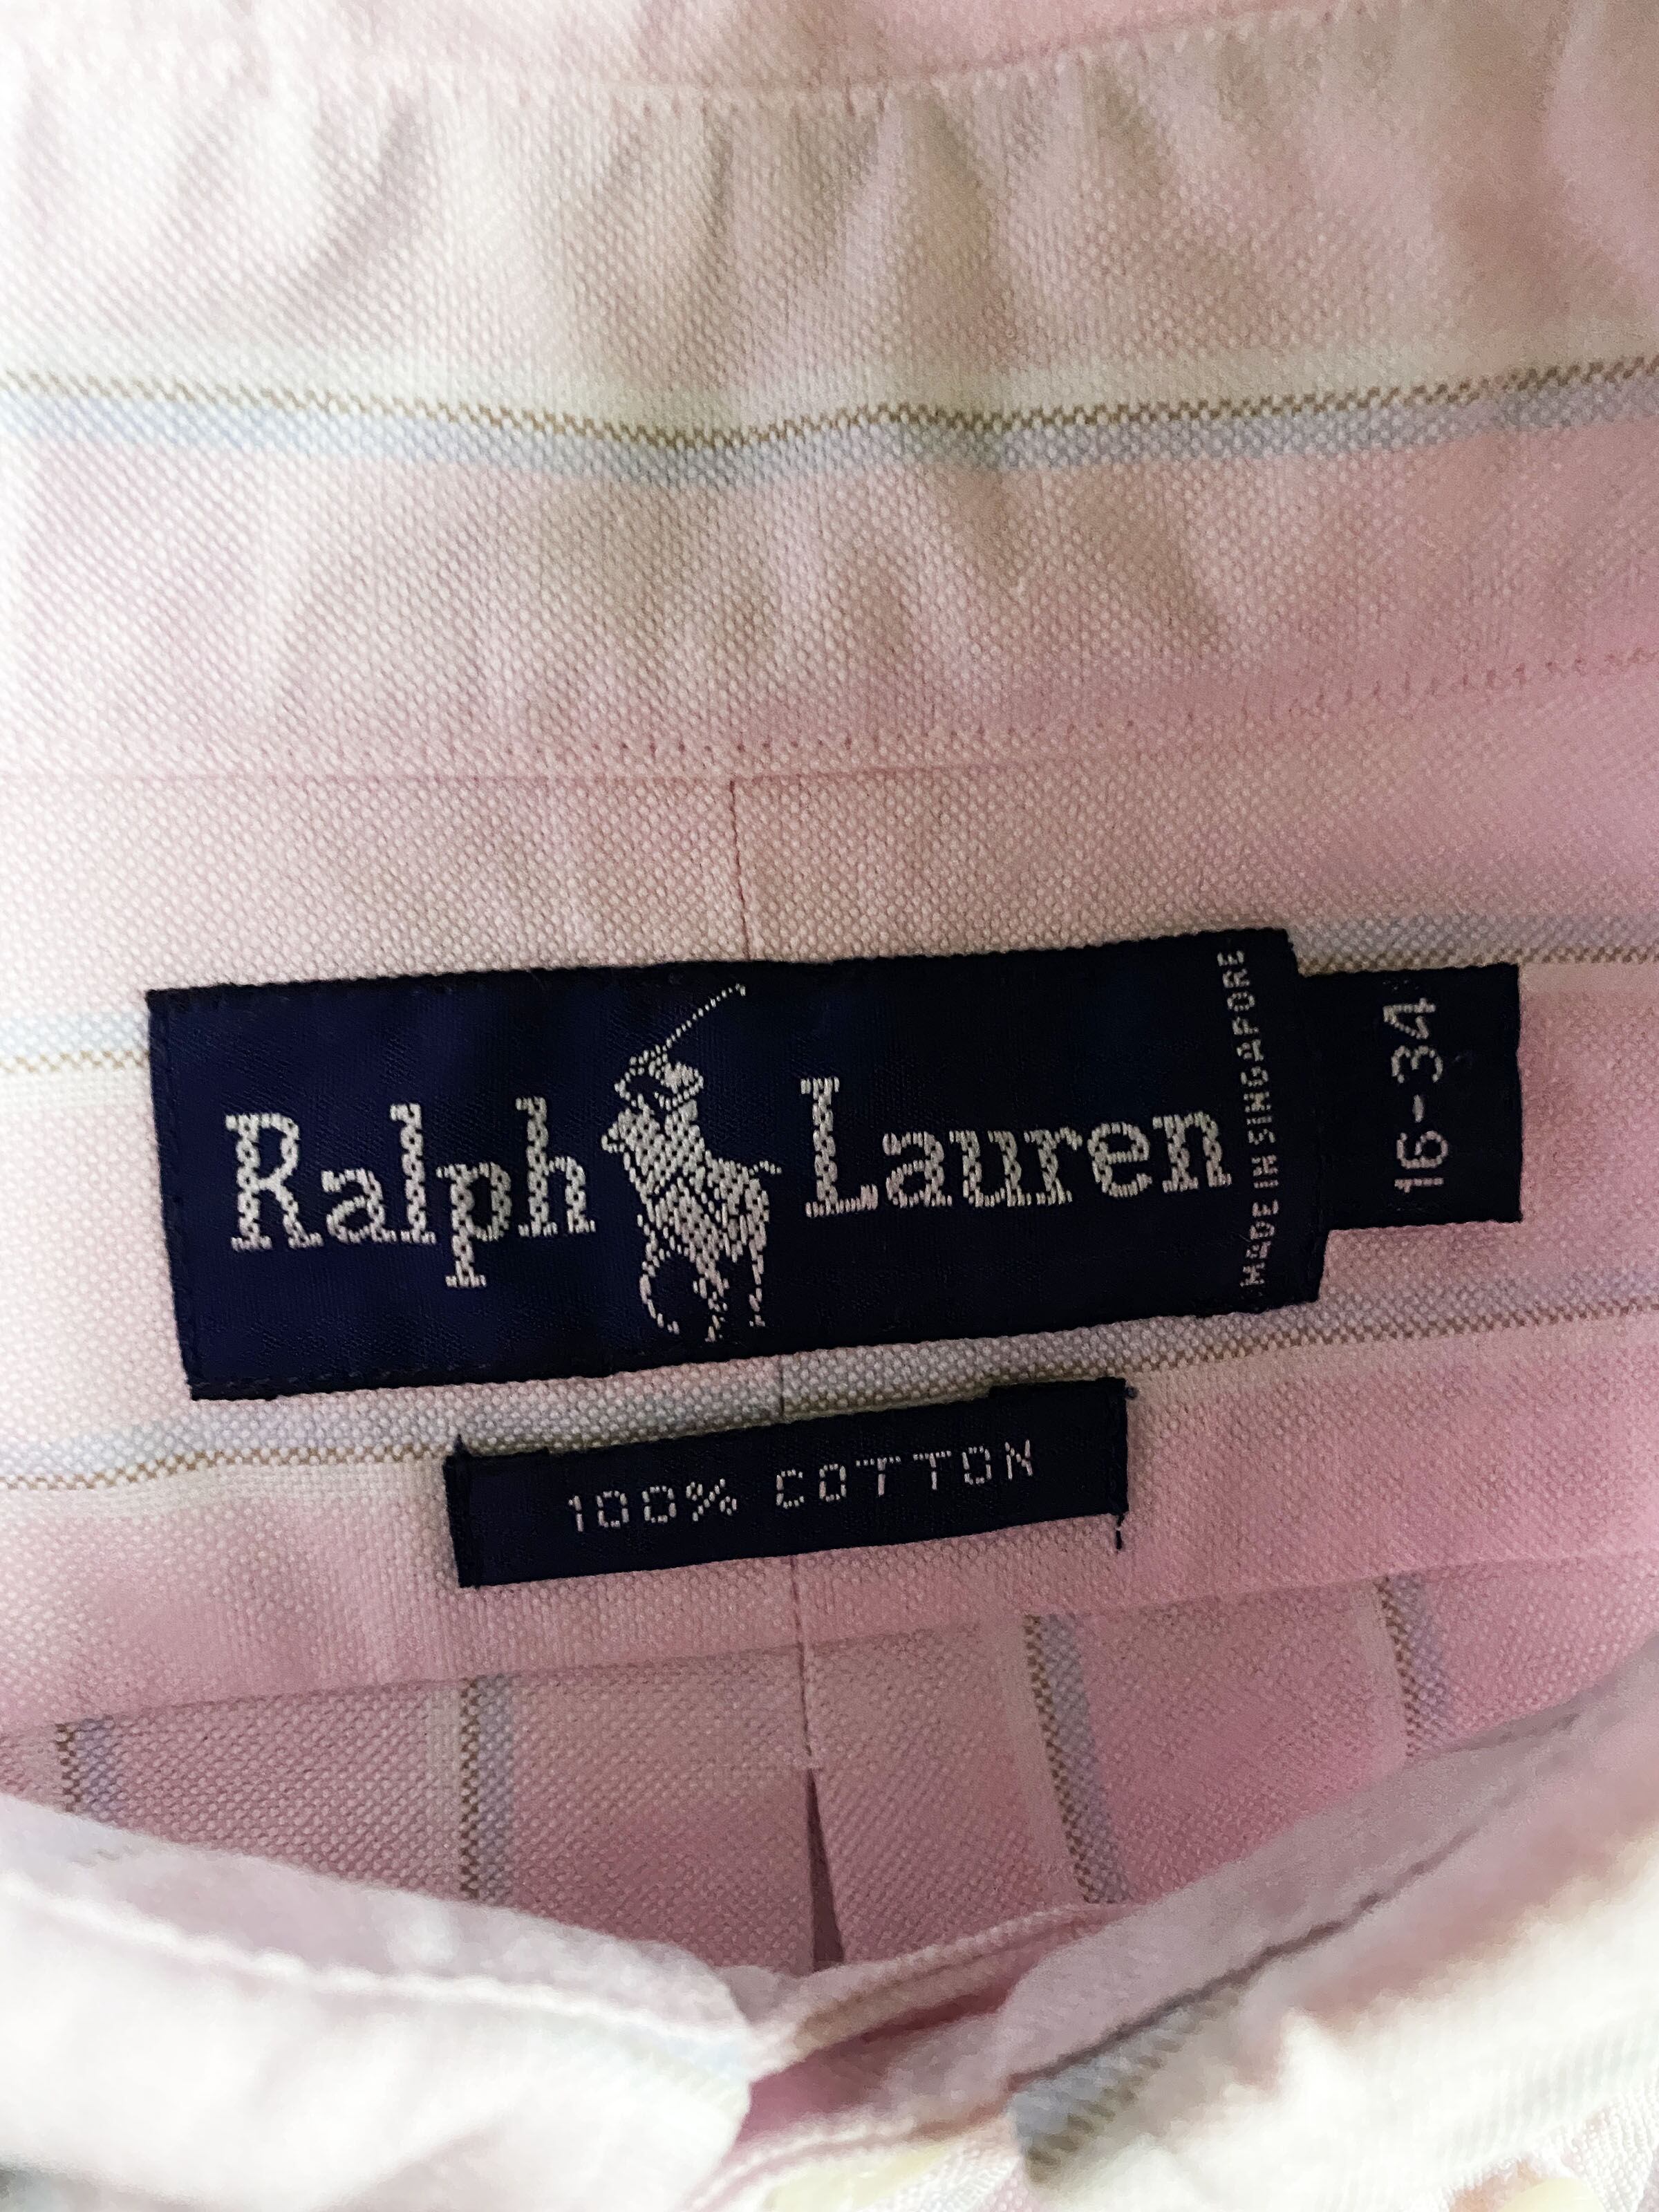 Ralph Lauren
MADE IN SINGAPORE
16-34
100% COTTON